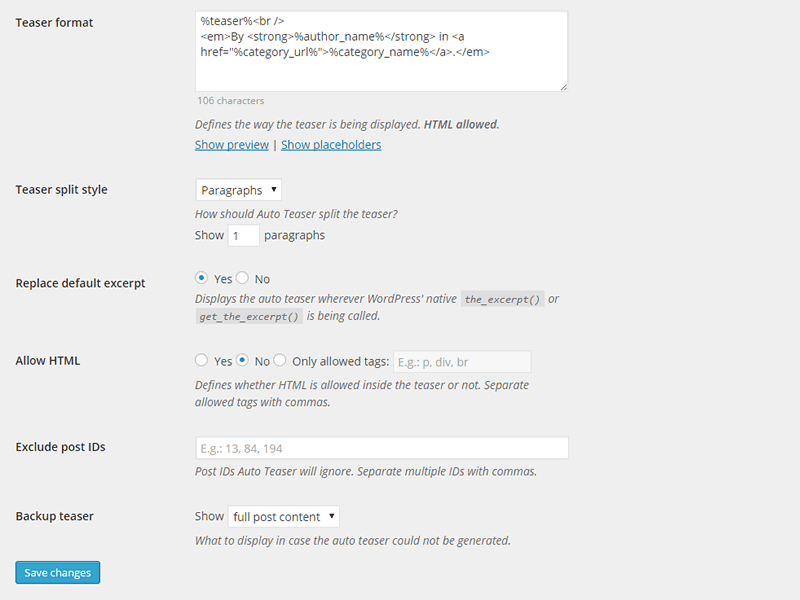 Teaser format
%teaser%<br />
<em>By <strong>%author_name%</strong> in <a
href="%category_url%">%category_name%</a>.</em>
106 characters
Defines the way the teaser is being displayed. HTML allowed.
Show preview | Show placeholders
Teaser split style
Paragraphs
How should Auto Teaser split the teaser?
Show 1 paragraphs
Replace default excerpt
Yes No
Displays the auto teaser wherever WordPress' native the_excerpt() or
get_the_excerpt() is being called.
Allow HTML
Yes No Only allowed tags: E.g.: p, div, br
Defines whether HTML is allowed inside the teaser or not. Separate
allowed tags with commas.
Exclude post IDs
E.g.: 13, 84, 194
Post IDs Auto Teaser will ignore. Separate multiple IDs with commas.
Backup teaser
Show full post content
What to display in case the auto teaser could not be generated.
Save changes